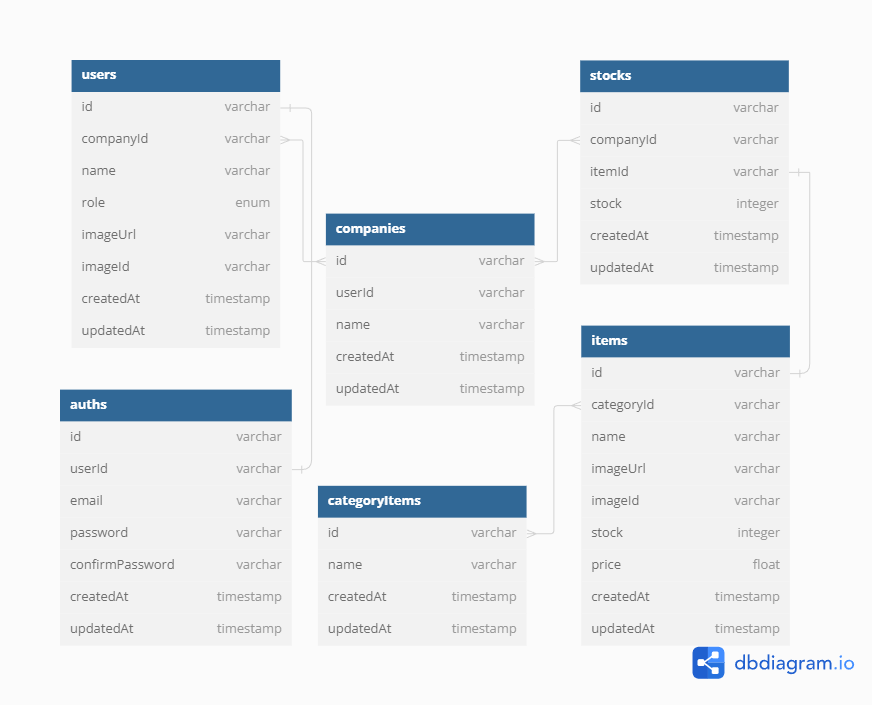 users
id varchar
companyId varchar
name varchar
role enum
imageUrl varchar
imageId varchar
createdAt timestamp
updatedAt timestamp
auths
id varchar
userId varchar
email varchar
password varchar
confirmPassword varchar
createdAt timestamp
updatedAt timestamp
companies
id varchar
userId varchar
name varchar
createdAt timestamp
updatedAt timestamp
categoryItems
id varchar
name varchar
createdAt timestamp
updatedAt timestamp
stocks
id varchar
companyId varchar
itemId varchar
stock integer
createdAt timestamp
updatedAt timestamp
items
id varchar
categoryId varchar
name varchar
imageUrl varchar
imageId varchar
stock integer
price float
createdAt timestamp
updatedAt timestamp
dbdiagram.io